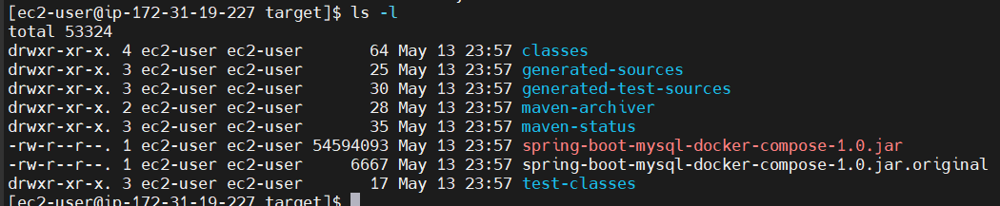 [ec2-user@ip-172-31-19-227 target]$ ls -l
total 53324
drwxr-xr-x. 4 ec2-user ec2-user       64 May 13 23:57 classes
drwxr-xr-x. 3 ec2-user ec2-user       25 May 13 23:57 generated-sources
drwxr-xr-x. 3 ec2-user ec2-user       30 May 13 23:57 generated-test-sources
drwxr-xr-x. 2 ec2-user ec2-user       28 May 13 23:57 maven-archiver
drwxr-xr-x. 3 ec2-user ec2-user       35 May 13 23:57 maven-status
-rw-r--r--. 1 ec2-user ec2-user 54594093 May 13 23:57 spring-boot-mysql-docker-compose-1.0.jar
-rw-r--r--. 1 ec2-user ec2-user     6667 May 13 23:57 spring-boot-mysql-docker-compose-1.0.jar.original
drwxr-xr-x. 3 ec2-user ec2-user       17 May 13 23:57 test-classes
[ec2-user@ip-172-31-19-227 target]$